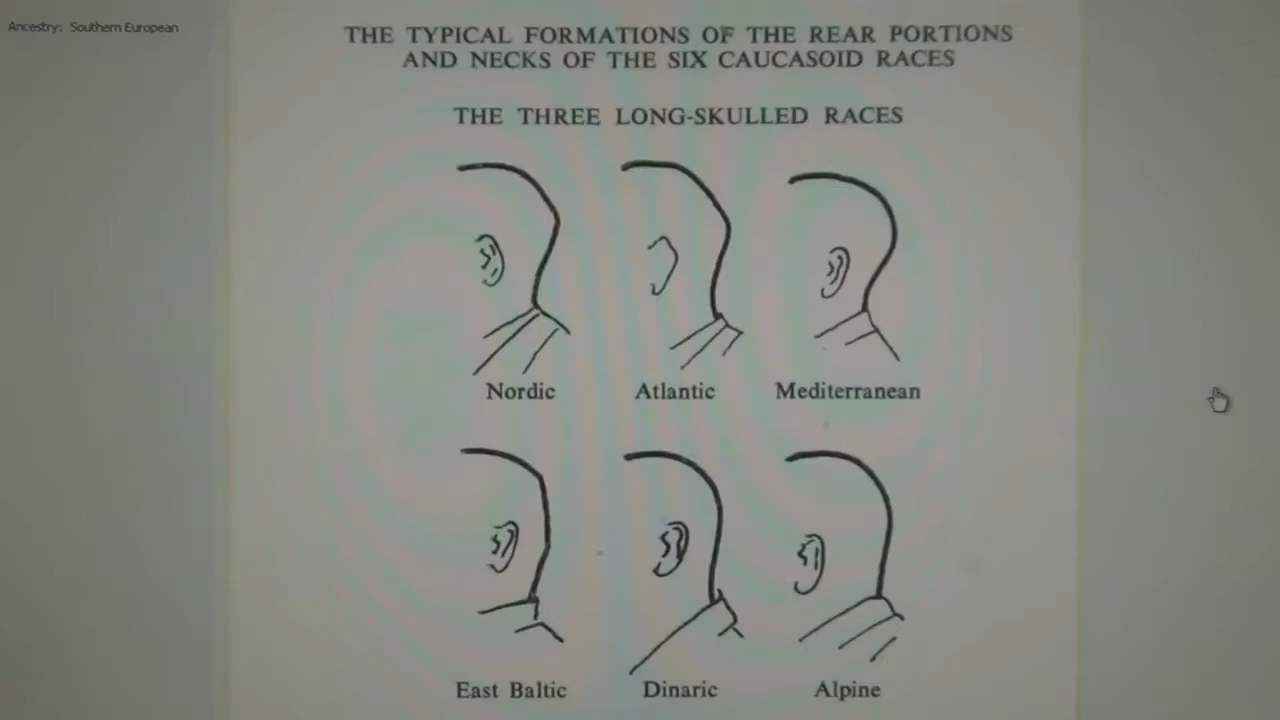 Ancestry: Southern European
THE TYPICAL FORMATIONS OF THE REAR PORTIONS
AND NECKS OF THE SIX CAUCASOID RACES
THE THREE LONG-SKULLED RACES
Nordic Atlantic Mediterranean
East Baltic Dinaric Alpine